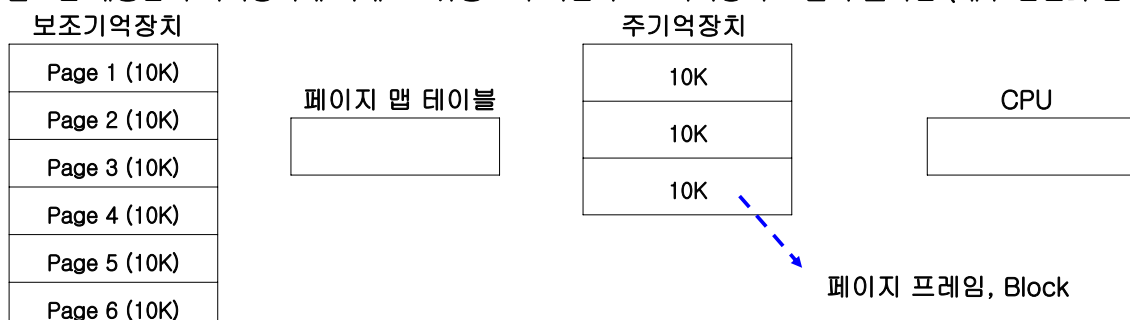 보조기억장치
주기억장치
Page 1 (10K)
Page 2 (10K)
Page 3 (10K)
Page 4 (10K)
Page 5 (10K)
Page 6 (10K)
페이지 맵 테이블
10K
10K
10K
CPU
페이지 프레임, Block